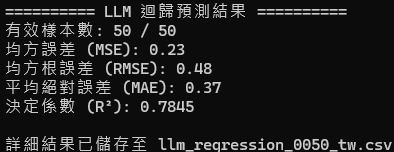 ========== LLM 迴歸預測結果 ==========
有效樣本數: 50 / 50
均方誤差 (MSE): 0.23
均方根誤差 (RMSE): 0.48
平均絕對誤差 (MAE): 0.37
決定係數 (R²): 0.7845
詳細結果已儲存至 llm_regression_0050_tw.csv